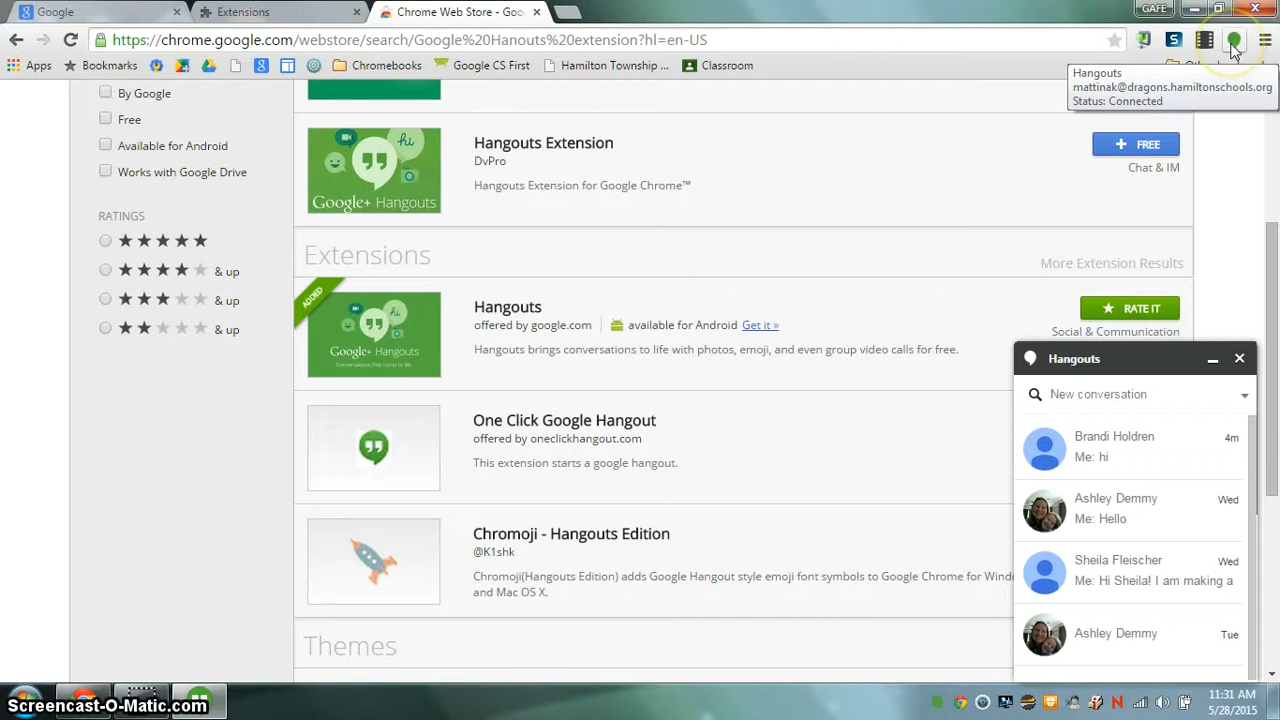 Google
Extensions
Chrome Web Store - Goo
GAFE
https://chrome.google.com/webstore/search/Google%20Hanouts%20extension?hl=en-US
Apps
Bookmarks
Chromebooks
Google CS First
Hamilton Township ...
Classroom
Hangouts
mattinak@dragons.hamiltonschools.org
Status: Connected
By Google
Free
Available for Android
Works with Google Drive
RATINGS
& up
& up
& up
hi
Google+ Hangouts
Hangouts Extension
DvPro
Hangouts Extension for Google Chrome™
FREE
Chat & IM
Extensions
More Extension Results
ADDED
hi
Google+ Hangouts
Conversations that come to life
Hangouts
offered by google.com
available for Android Get it »
Hangouts brings conversations to life with photos, emoji, and even group video calls for free.
RATE IT
Social & Communication
One Click Google Hangout
offered by oneclickhangout.com
This extension starts a google hangout.
Chromoji - Hangouts Edition
@K1shk
Chromoji(Hangouts Edition) adds Google Hangout style emoji font symbols to Google Chrome for Windo
and Mac OS X.
Themes
Hangouts
New conversation
Brandi Holdren
4m
Me: hi
Ashley Demmy
Wed
Me: Hello
Sheila Fleischer
Wed
Me: Hi Sheila! I am making a
Ashley Demmy
Tue
Screencast-O-Matic.com
11:31 AM
5/28/2015